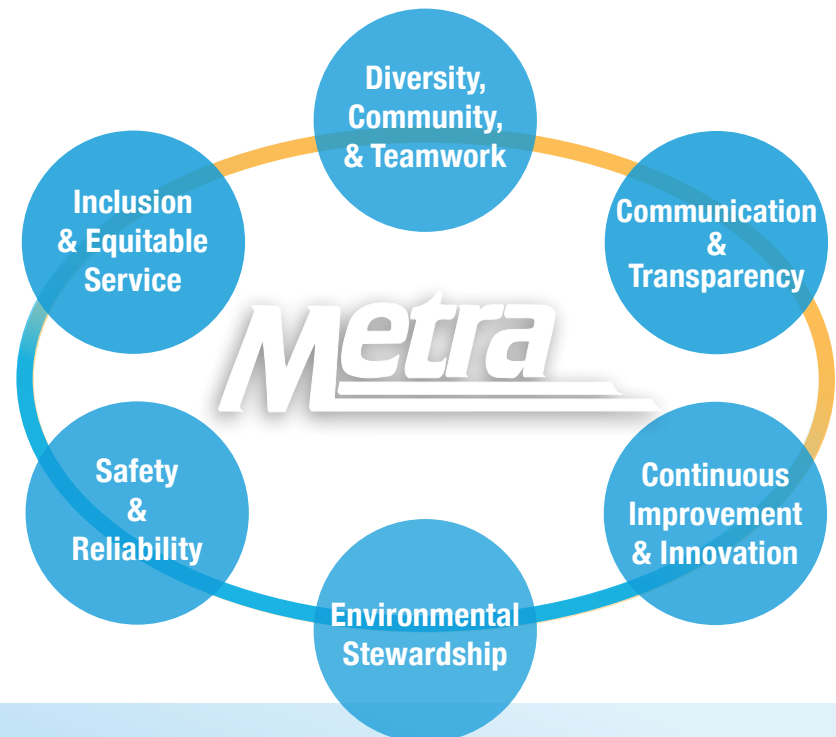 Diversity,
Community,
& Teamwork
Communication
&
Transparency
Continuous
Improvement
& Innovation
Environmental
Stewardship
Safety
&
Reliability
Inclusion
& Equitable
Service
Metra